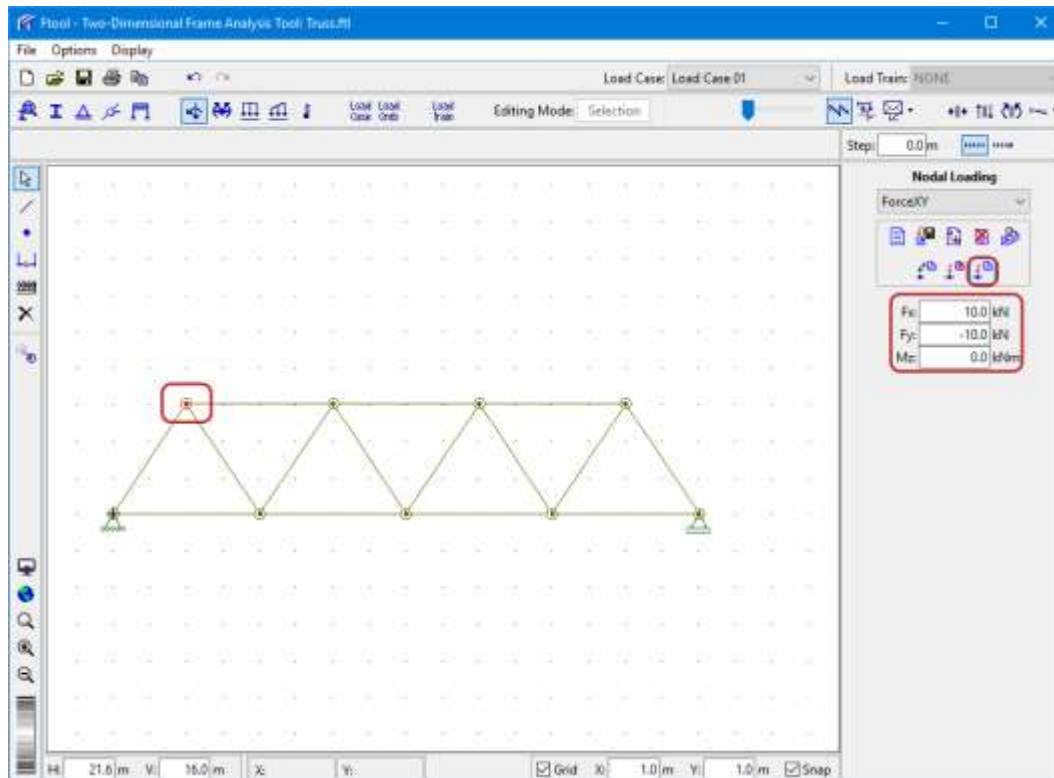 Ftool - Two-Dimensional Frame Analysis Tool: Truss.ftl
File Options Display
Load Case: Load Case 01 Load Train: NONE
Load Case Load Train Editing Mode: Selection
Step: 0.0 m
Nodal Loading
ForceXY
Fx: 10.0 kN
Fy: -10.0 kN
Mz: 0.0 kNm
H: 21.6 m V: 16.0 m X: Y: Grid X: 1.0 m Y: 1.0 m Snap